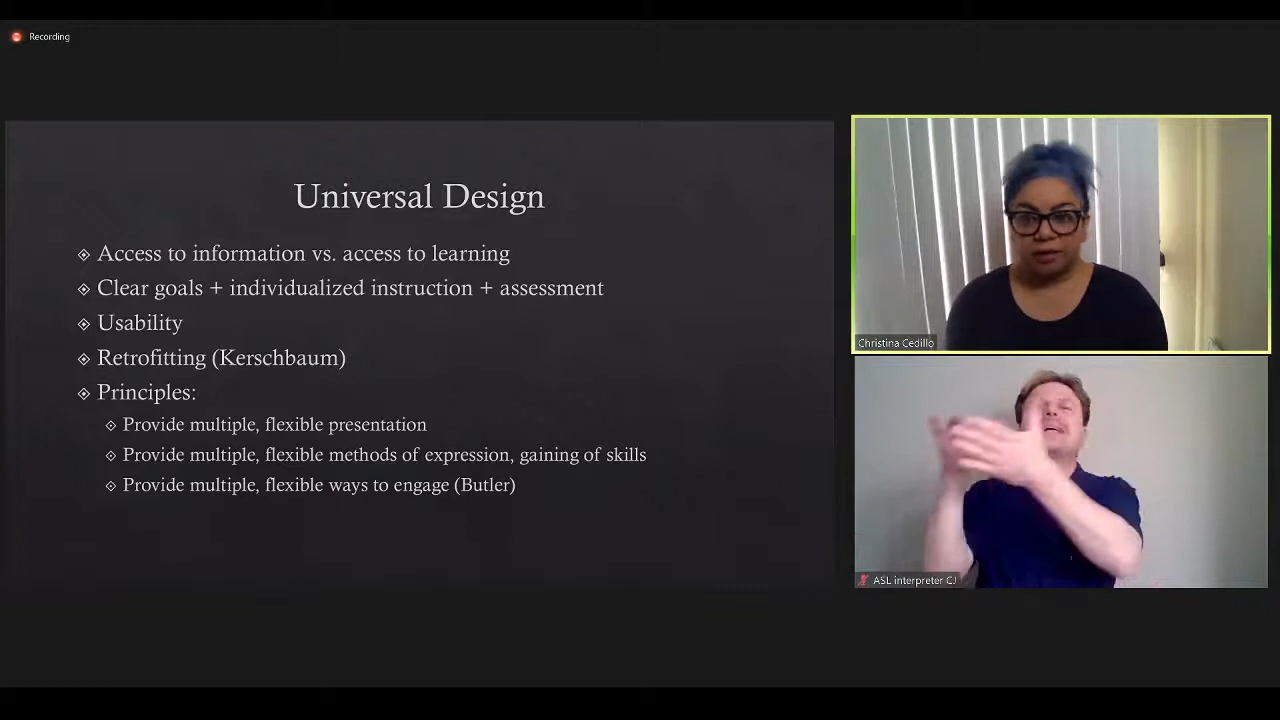 Recording
Universal Design
Access to information vs. access to learning
Clear goals + individualized instruction + assessment
Usability
Retrofitting (Kerschbaum)
Principles:
Provide multiple, flexible presentation
Provide multiple, flexible methods of expression, gaining of skills
Provide multiple, flexible ways to engage (Butler)
Christina Cedillo
ASL interpreter CJ